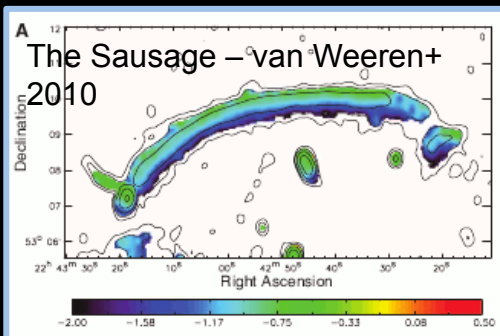 A
The Sausage – van Weeren+
2010
Declination
12
11
10
09
08
07
53° 06'
22h 43m 30s 20s 10s 00s 42m 50s 40s 30s 20s
Right Ascension
-2.00 -1.58 -1.17 -0.75 -0.33 0.08 0.50